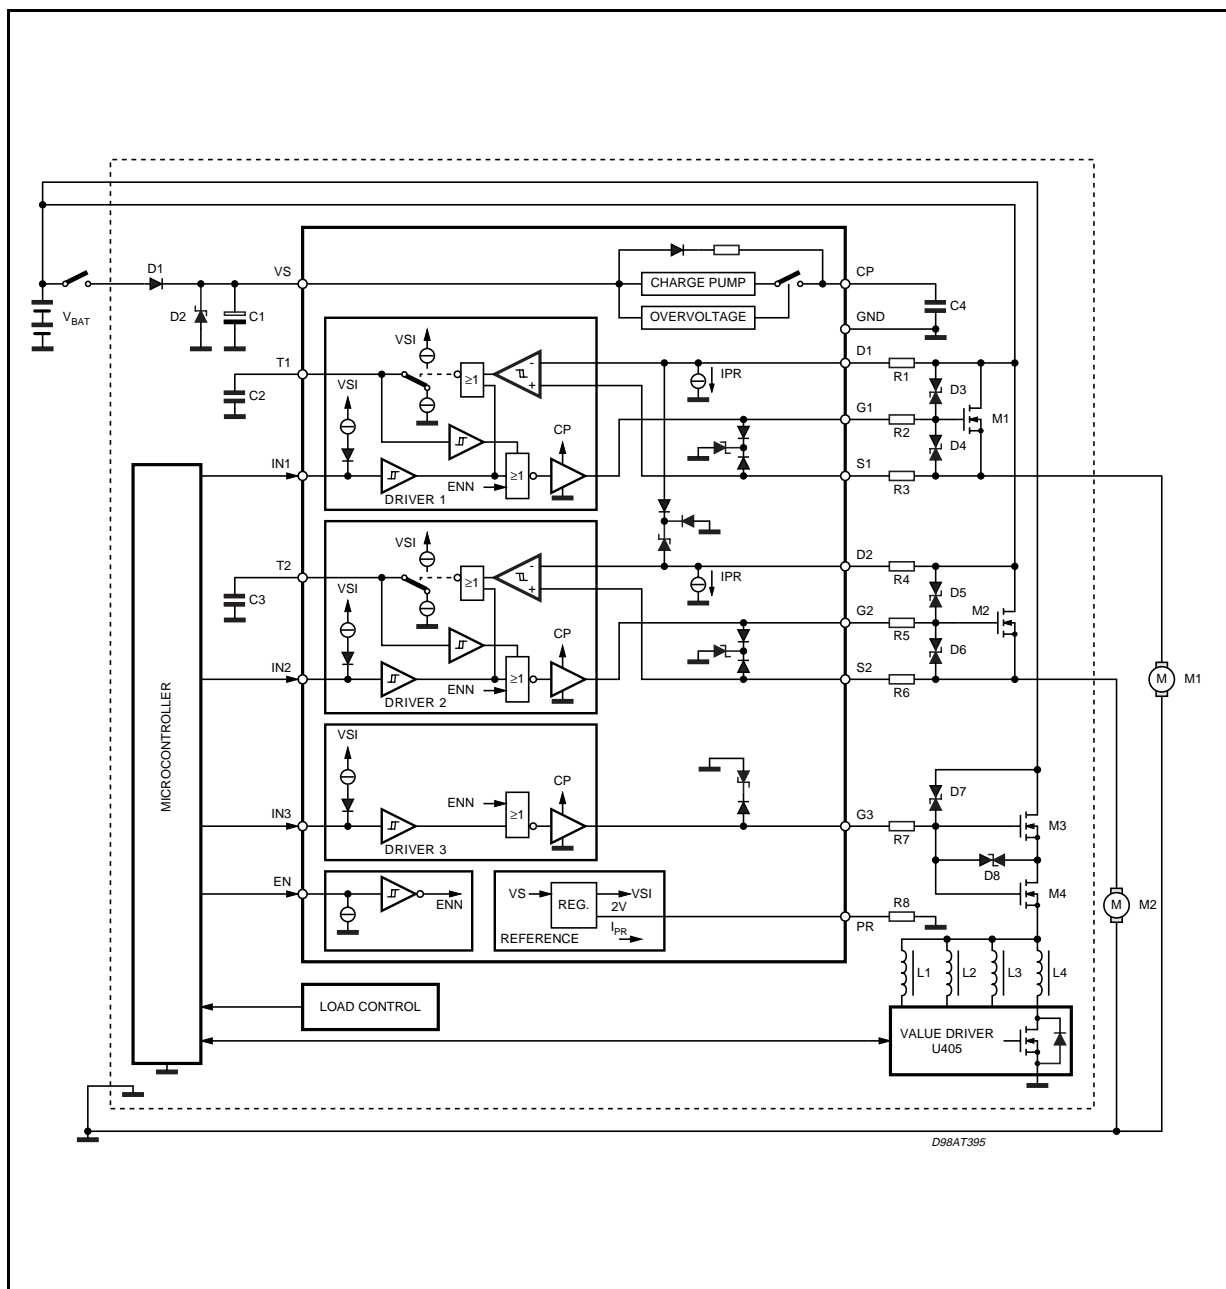 D1
VS
CP
CHARGE PUMP
C4
V_BAT
D2
C1
OVERVOLTAGE
GND
VSI
T1
D1
≥1
-
+
IPR
R1
D3
C2
VSI
G1
M1
CP
R2
D4
IN1
S1
ENN
≥1
DRIVER 1
R3
VSI
T2
D2
≥1
-
+
IPR
R4
D5
C3
VSI
G2
M2
CP
R5
D6
IN2
S2
ENN
≥1
DRIVER 2
R6
M
M1
VSI
MICROCONTROLLER
CP
D7
ENN
≥1
IN3
G3
M3
DRIVER 3
R7
D8
M4
EN
ENN
VS
REG.
VSI
2V
I_PR
REFERENCE
R8
PR
M
M2
L1
L2
L3
L4
LOAD CONTROL
VALUE DRIVER
U405
D98AT395